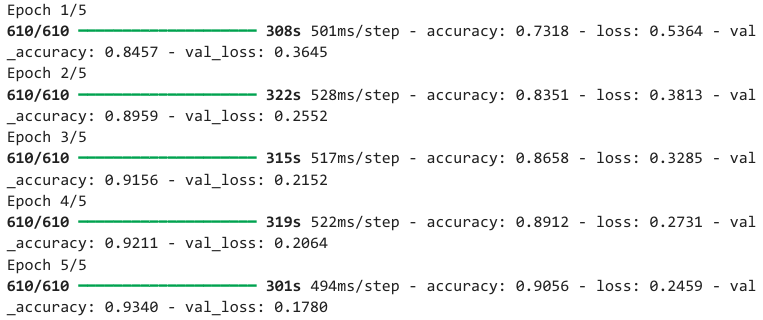 Epoch 1/5
610/610 ━━━━━━━━━━━━━━━━━━━━ 308s 501ms/step - accuracy: 0.7318 - loss: 0.5364 - val
_accuracy: 0.8457 - val_loss: 0.3645
Epoch 2/5
610/610 ━━━━━━━━━━━━━━━━━━━━ 322s 528ms/step - accuracy: 0.8351 - loss: 0.3813 - val
_accuracy: 0.8959 - val_loss: 0.2552
Epoch 3/5
610/610 ━━━━━━━━━━━━━━━━━━━━ 315s 517ms/step - accuracy: 0.8658 - loss: 0.3285 - val
_accuracy: 0.9156 - val_loss: 0.2152
Epoch 4/5
610/610 ━━━━━━━━━━━━━━━━━━━━ 319s 522ms/step - accuracy: 0.8912 - loss: 0.2731 - val
_accuracy: 0.9211 - val_loss: 0.2064
Epoch 5/5
610/610 ━━━━━━━━━━━━━━━━━━━━ 301s 494ms/step - accuracy: 0.9056 - loss: 0.2459 - val
_accuracy: 0.9340 - val_loss: 0.1780